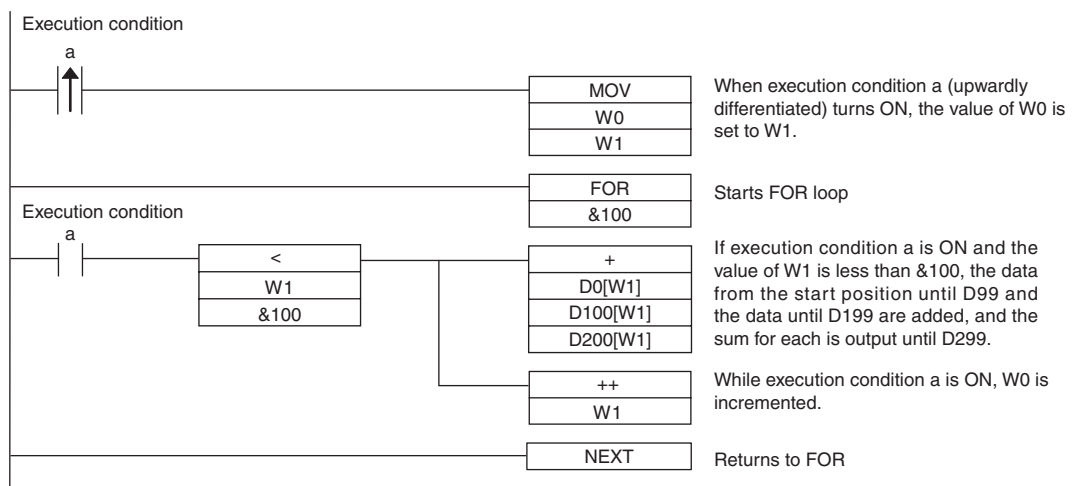 Execution condition
a
MOV
W0
W1
When execution condition a (upwardly
differentiated) turns ON, the value of W0 is
set to W1.
FOR
&100
Starts FOR loop
Execution condition
a
<
W1
&100
+
D0[W1]
D100[W1]
D200[W1]
If execution condition a is ON and the
value of W1 is less than &100, the data
from the start position until D99 and
the data until D199 are added, and the
sum for each is output until D299.
++
W1
While execution condition a is ON, W0 is
incremented.
NEXT
Returns to FOR